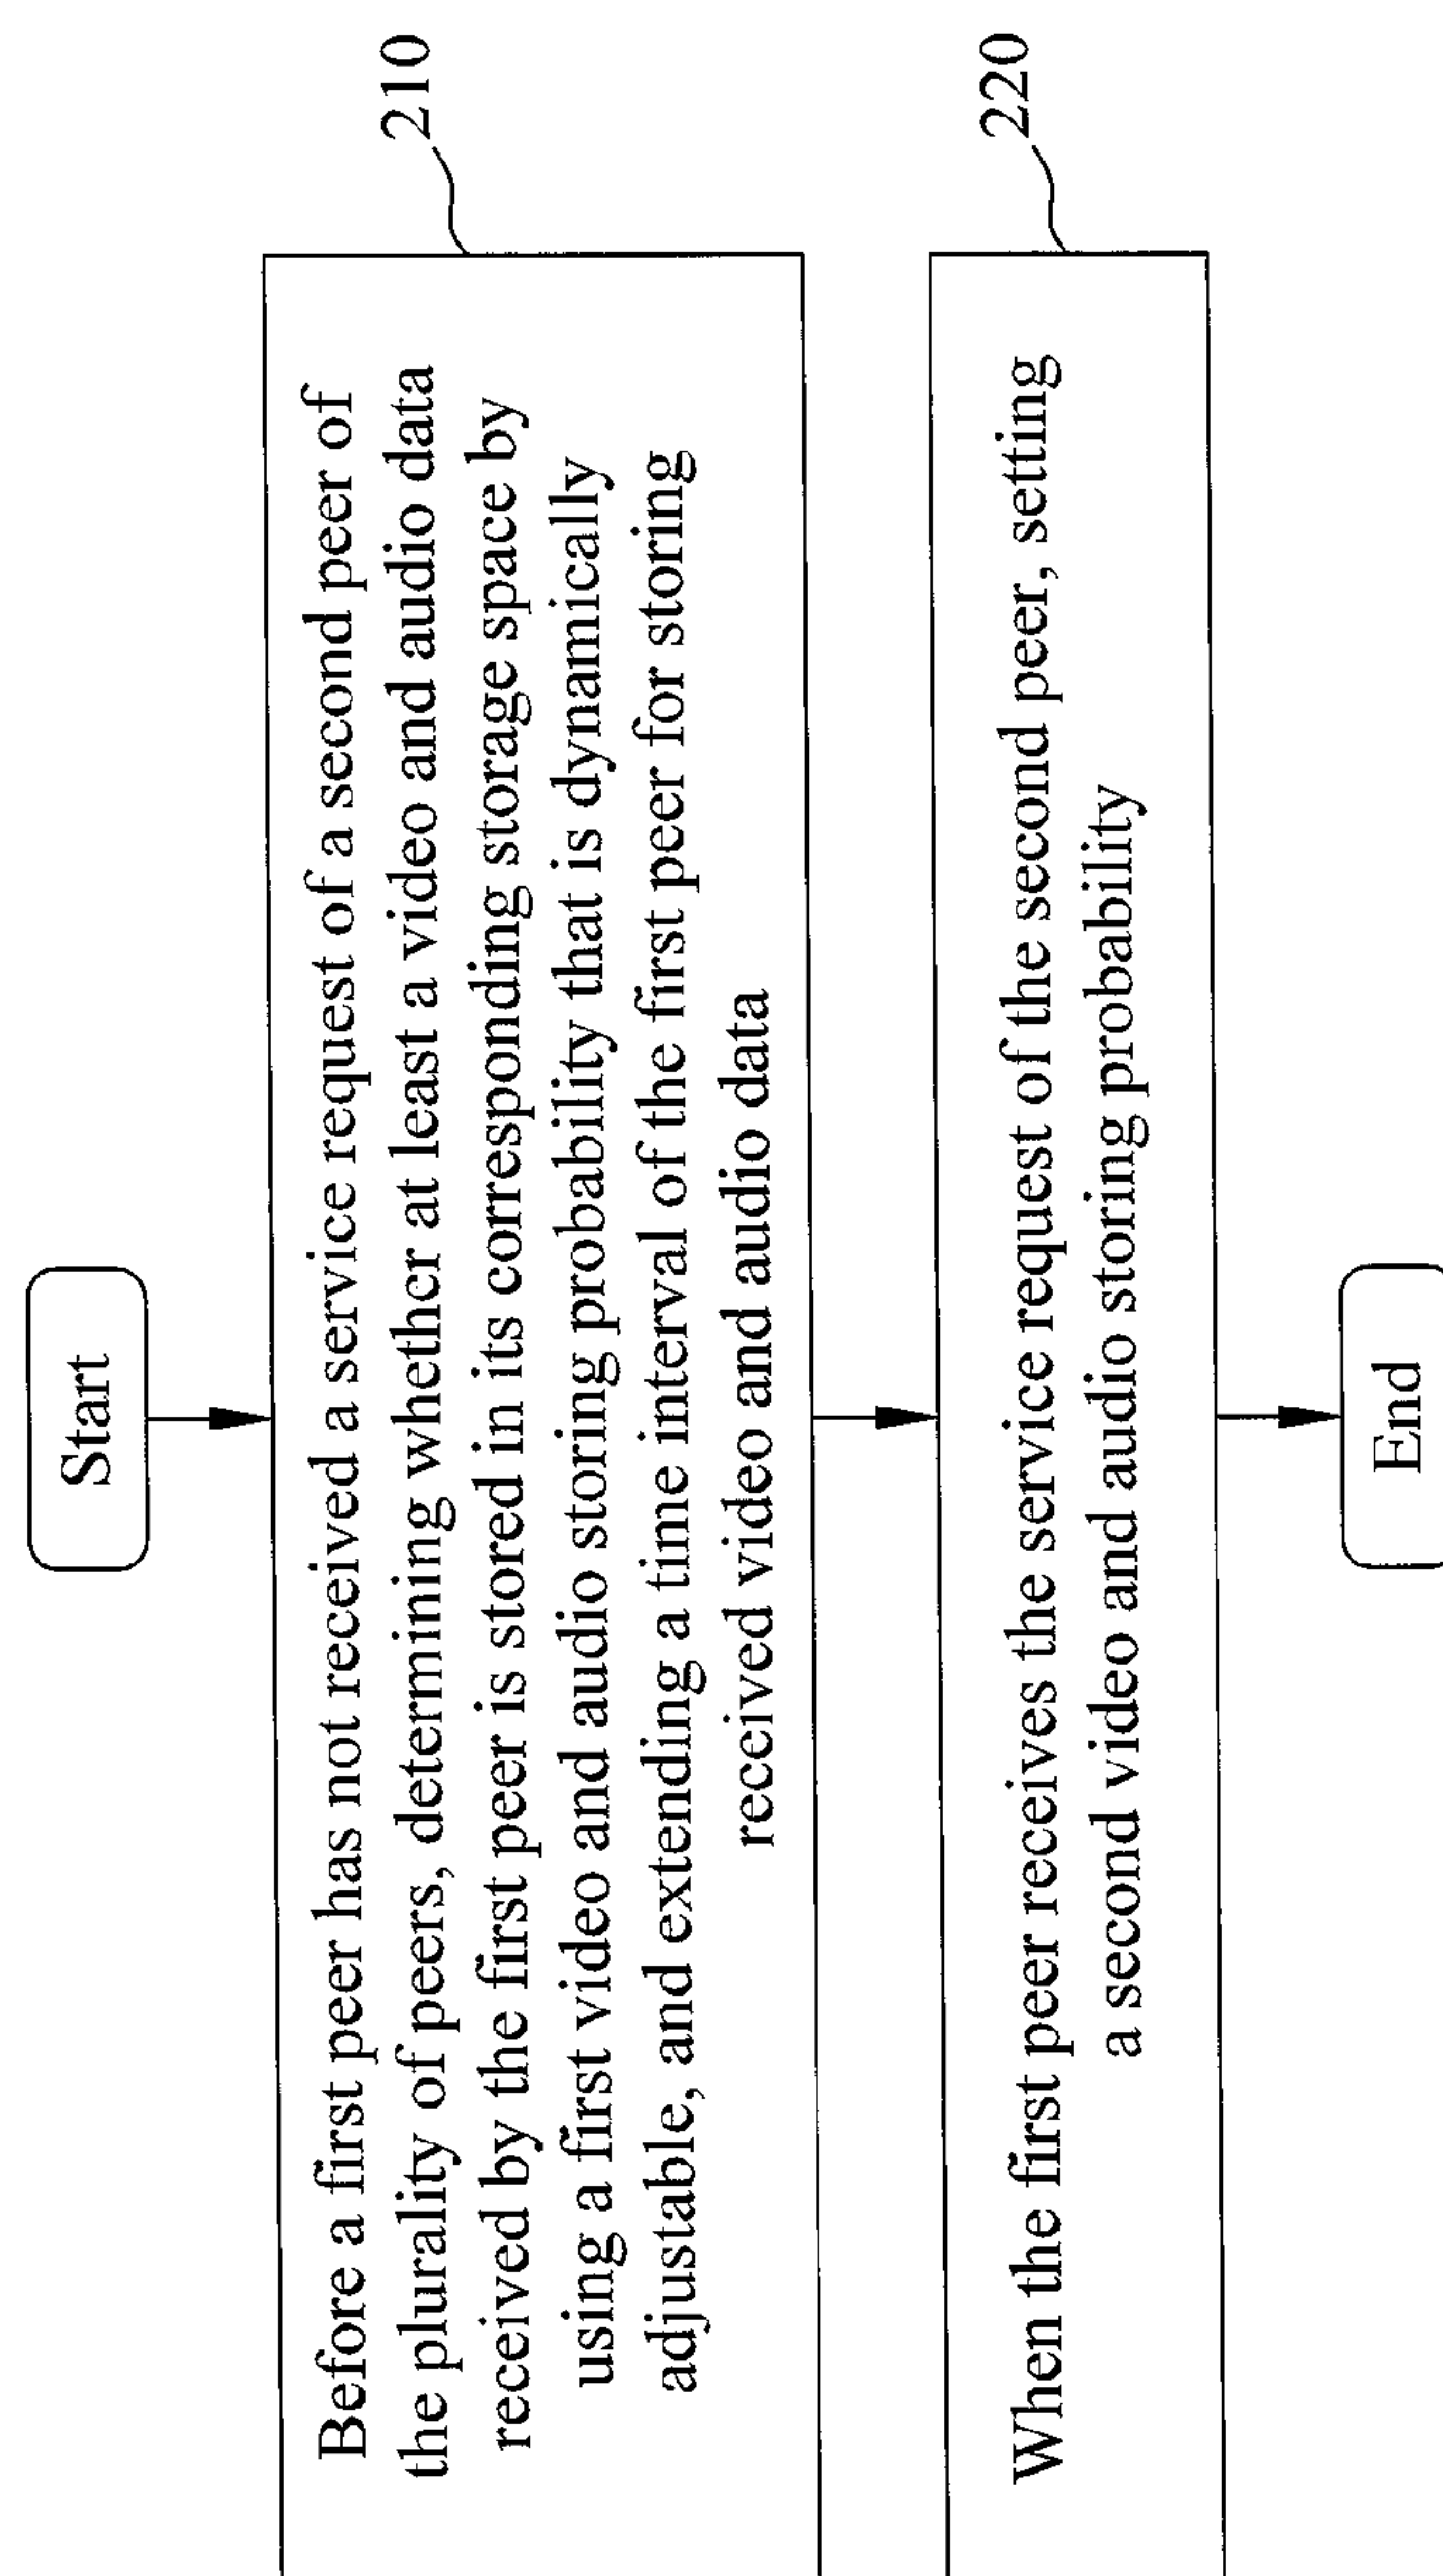 Start
210
Before a first peer has not received a service request of a second peer of
the plurality of peers, determining whether at least a video and audio data
received by the first peer is stored in its corresponding storage space by
using a first video and audio storing probability that is dynamically
adjustable, and extending a time interval of the first peer for storing
received video and audio data
220
When the first peer receives the service request of the second peer, setting
a second video and audio storing probability
End